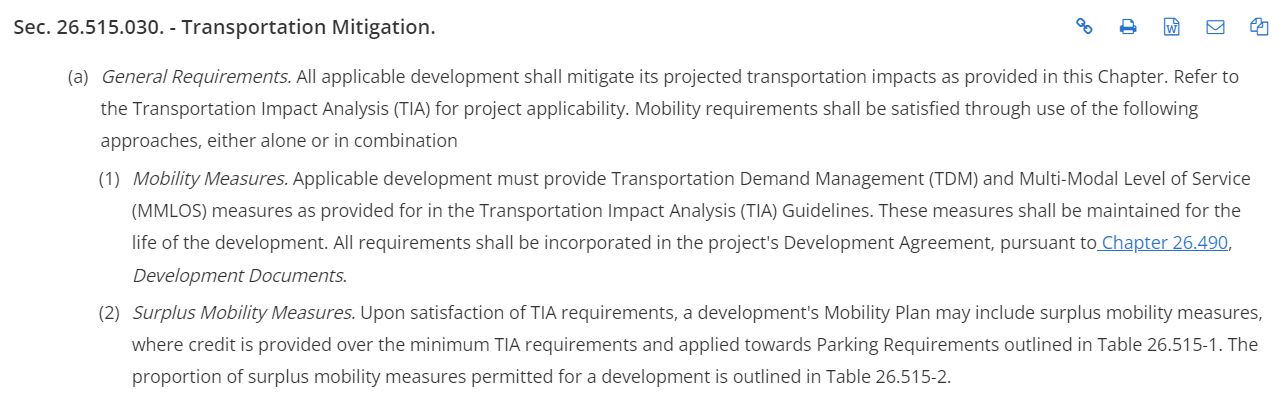 Sec. 26.515.030. - Transportation Mitigation.
(a) General Requirements. All applicable development shall mitigate its projected transportation impacts as provided in this Chapter. Refer to
the Transportation Impact Analysis (TIA) for project applicability. Mobility requirements shall be satisfied through use of the following
approaches, either alone or in combination
(1) Mobility Measures. Applicable development must provide Transportation Demand Management (TDM) and Multi-Modal Level of Service
(MMLOS) measures as provided for in the Transportation Impact Analysis (TIA) Guidelines. These measures shall be maintained for the
life of the development. All requirements shall be incorporated in the project's Development Agreement, pursuant to Chapter 26.490,
Development Documents.
(2) Surplus Mobility Measures. Upon satisfaction of TIA requirements, a development's Mobility Plan may include surplus mobility measures,
where credit is provided over the minimum TIA requirements and applied towards Parking Requirements outlined in Table 26.515-1. The
proportion of surplus mobility measures permitted for a development is outlined in Table 26.515-2.